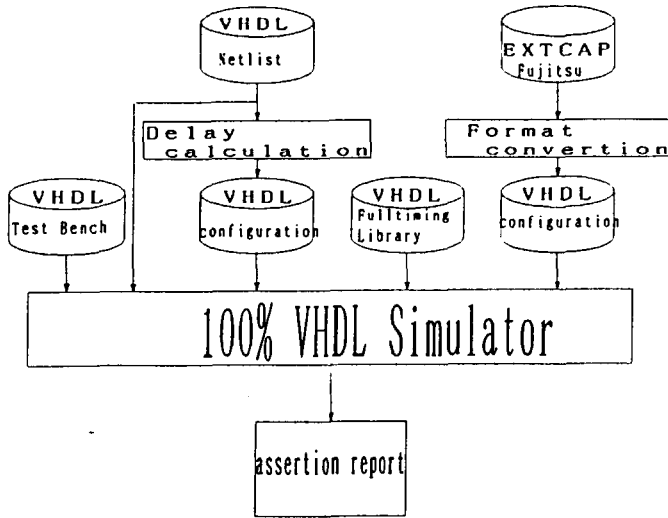 VHDL
Netlist
EXTCAP
Fujitsu
Delay
calculation
Format
convertion
VHDL
Test Bench
VHDL
configuration
VHDL
Fulltiming
Library
VHDL
configuration
100% VHDL Simulator
assertion report